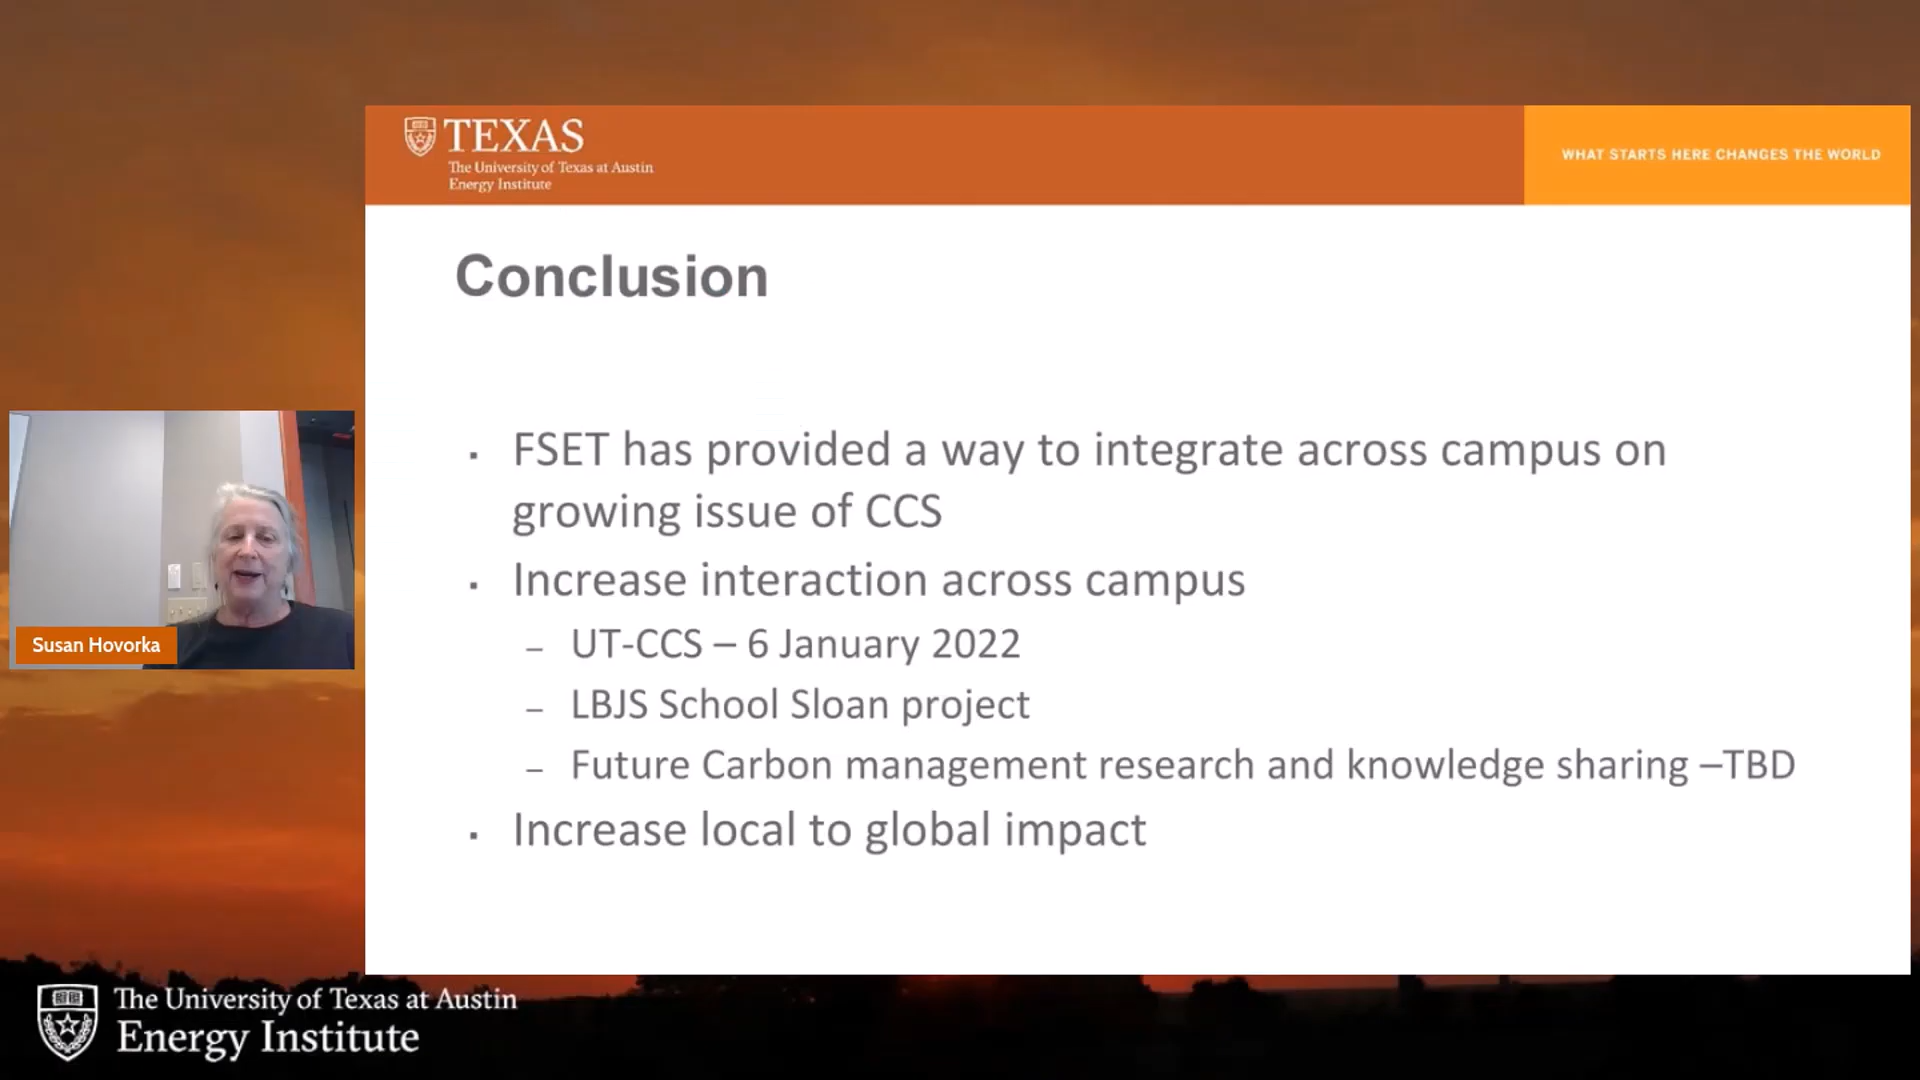 TEXAS
The University of Texas at Austin
Energy Institute
WHAT STARTS HERE CHANGES THE WORLD
Conclusion
▪ FSET has provided a way to integrate across campus on
growing issue of CCS
▪ Increase interaction across campus
– UT-CCS – 6 January 2022
– LBJS School Sloan project
– Future Carbon management research and knowledge sharing –TBD
▪ Increase local to global impact
Susan Hovorka
The University of Texas at Austin
Energy Institute